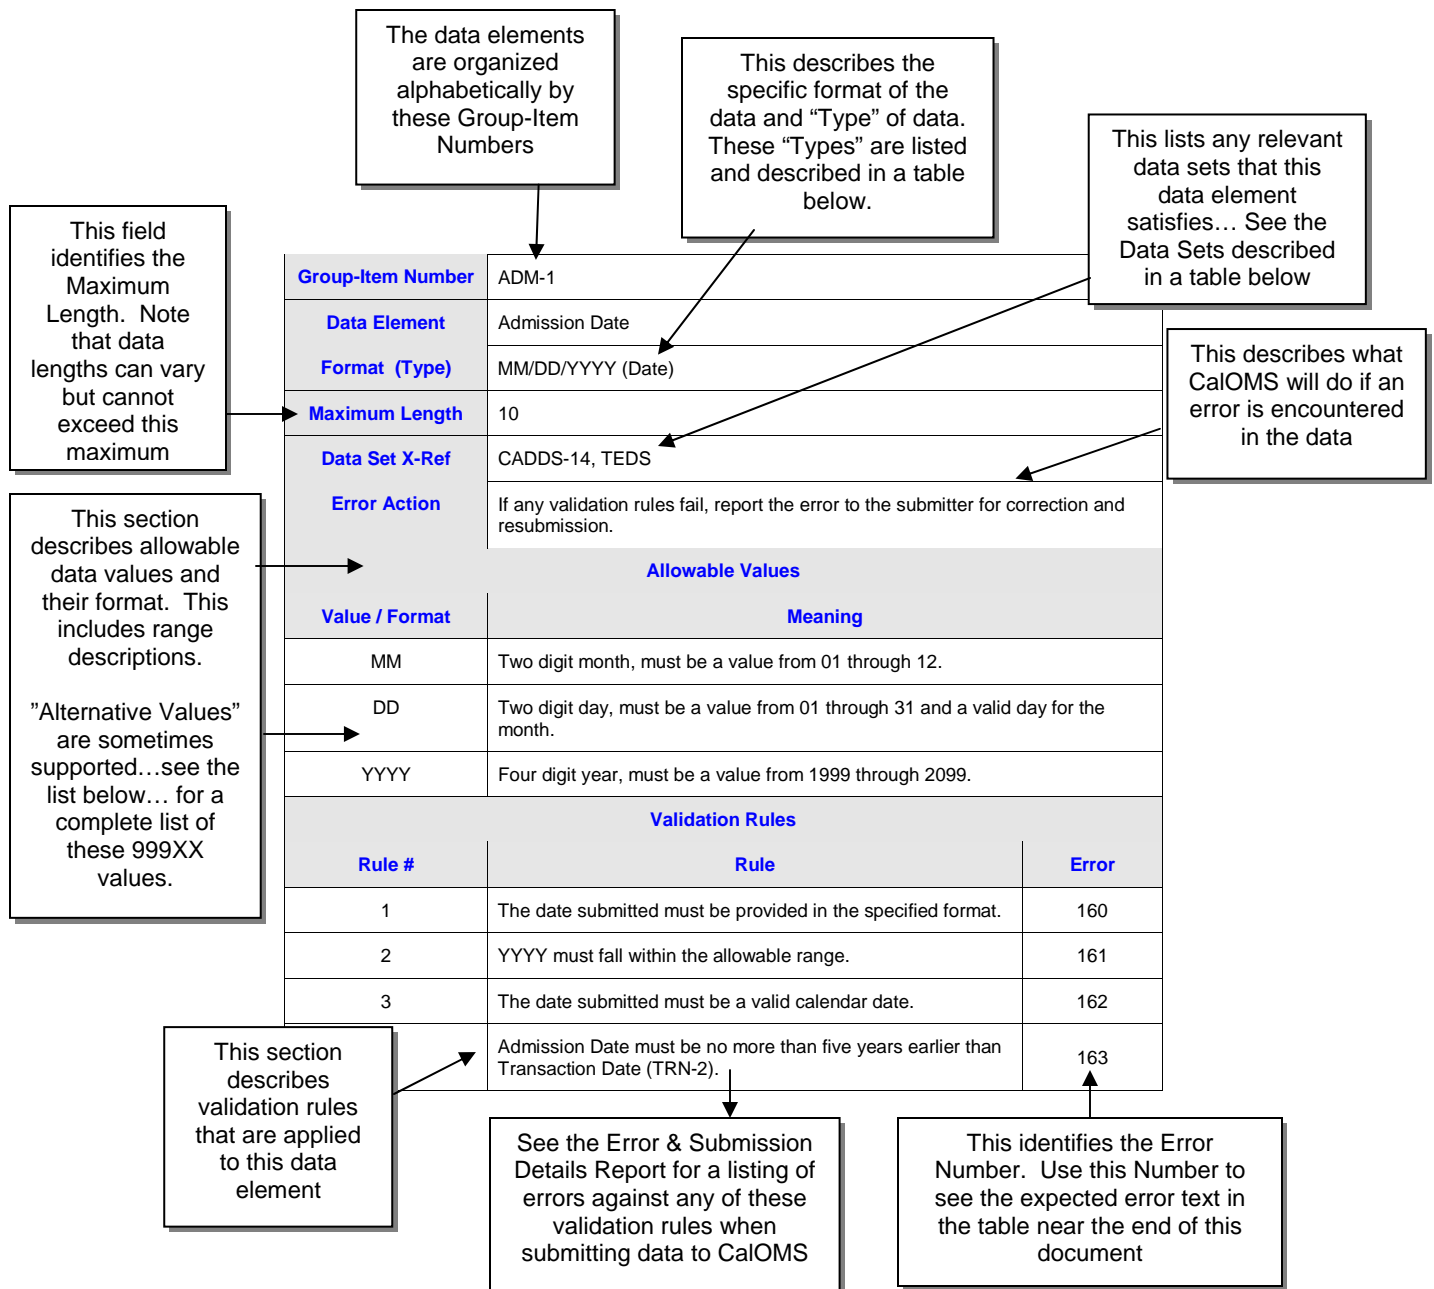 The data elements
are organized
alphabetically by
these Group-Item
Numbers
This describes the
specific format of the
data and “Type” of data.
These “Types” are listed
and described in a table
below.
This lists any relevant
data sets that this
data element
satisfies… See the
Data Sets described
in a table below
This field
identifies the
Maximum
Length.  Note
that data
lengths can vary
but cannot
exceed this
maximum
This describes what
CalOMS will do if an
error is encountered
in the data
This section
describes allowable
data values and
their format.  This
includes range
descriptions.
”Alternative Values”
are sometimes
supported…see the
list below… for a
complete list of
these 999XX
values.
Group-Item Number ADM-1
Data Element Admission Date
Format  (Type) MM/DD/YYYY (Date)
Maximum Length 10
Data Set X-Ref CADDS-14, TEDS
Error Action If any validation rules fail, report the error to the submitter for correction and
resubmission.
Allowable Values
Value / Format Meaning
MM Two digit month, must be a value from 01 through 12.
DD Two digit day, must be a value from 01 through 31 and a valid day for the
month.
YYYY Four digit year, must be a value from 1999 through 2099.
Validation Rules
Rule # Rule Error
1 The date submitted must be provided in the specified format. 160
2 YYYY must fall within the allowable range. 161
3 The date submitted must be a valid calendar date. 162
Admission Date must be no more than five years earlier than
Transaction Date (TRN-2). 163
This section
describes
validation rules
that are applied
to this data
element
See the Error & Submission
Details Report for a listing of
errors against any of these
validation rules when
submitting data to CalOMS
This identifies the Error
Number.  Use this Number to
see the expected error text in
the table near the end of this
document